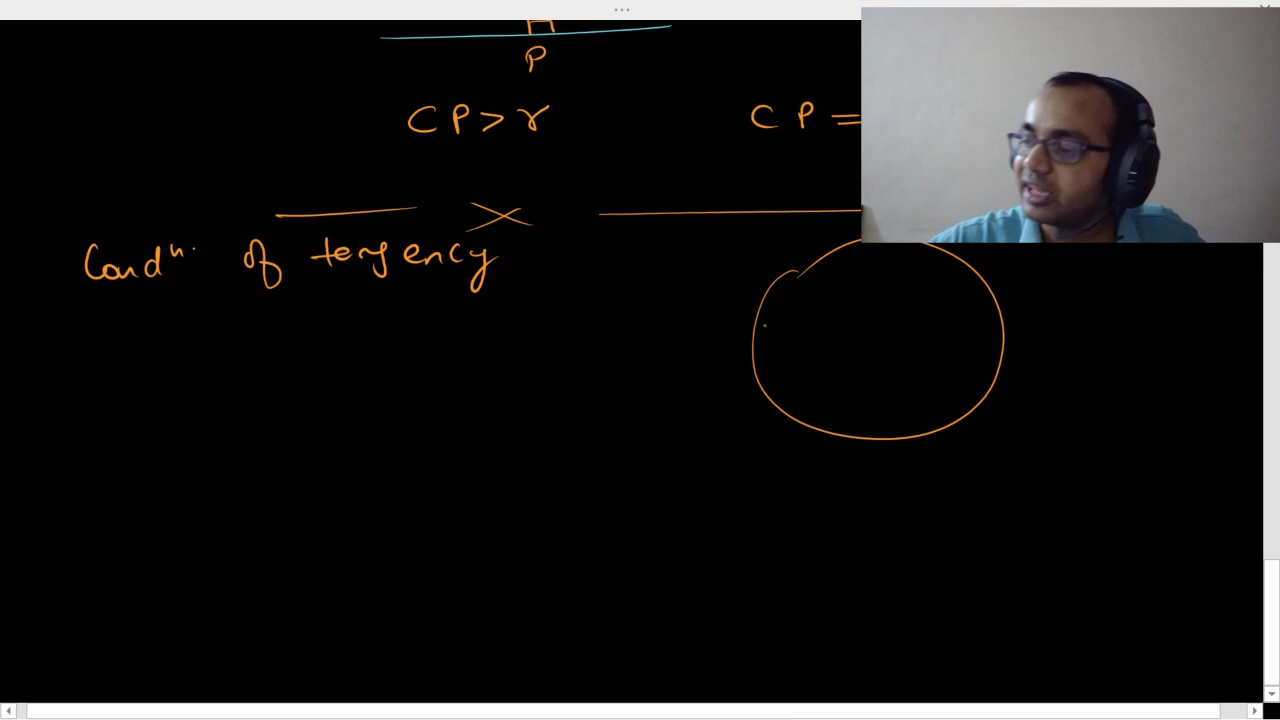 P
CP > r
CP =
Condⁿ. of tengency